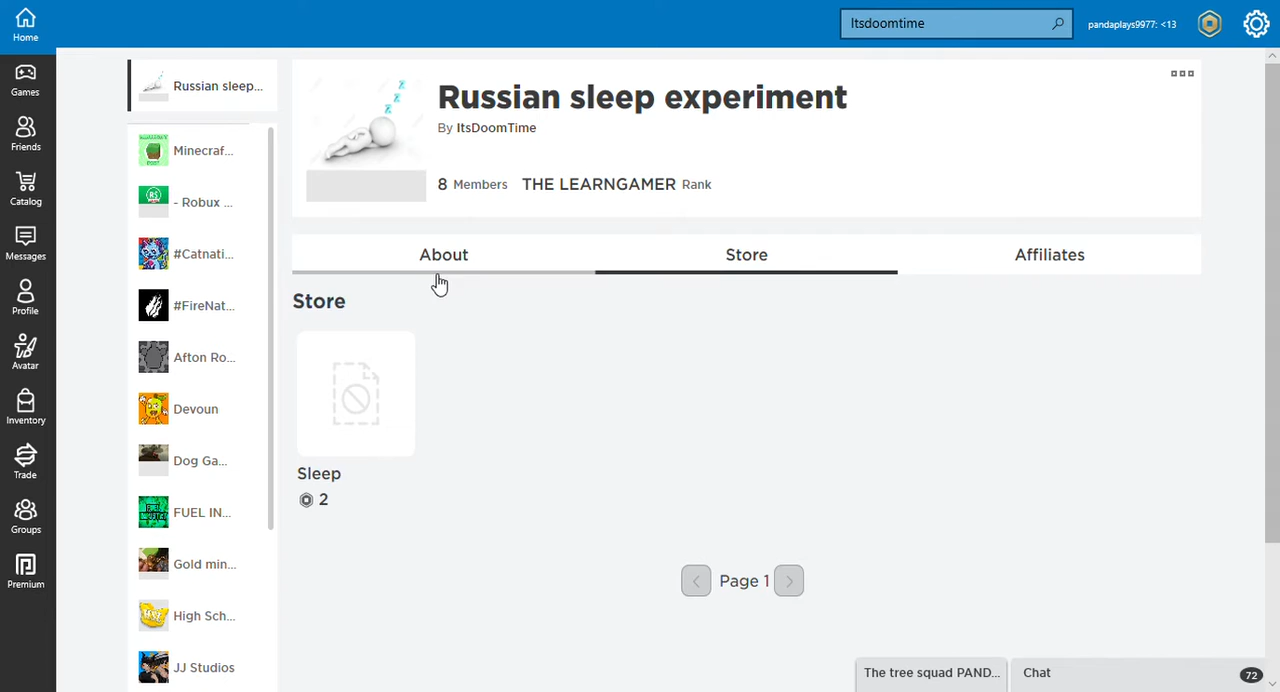 Home
Itsdoomtime
pandaplays9977: <13
Games
Friends
Catalog
Messages
Profile
Avatar
Inventory
Trade
Groups
Premium
Russian sleep...
Minecraf...
- Robux ...
#Catnati...
#FireNat...
Afton Ro...
Devoun
Dog Ga...
FUEL IN...
Gold min...
High Sch...
JJ Studios
Russian sleep experiment
By ItsDoomTime
8 Members THE LEARNGAMER Rank
About Store Affiliates
Store
Sleep
2
Page 1
The tree squad PAND...
Chat 72